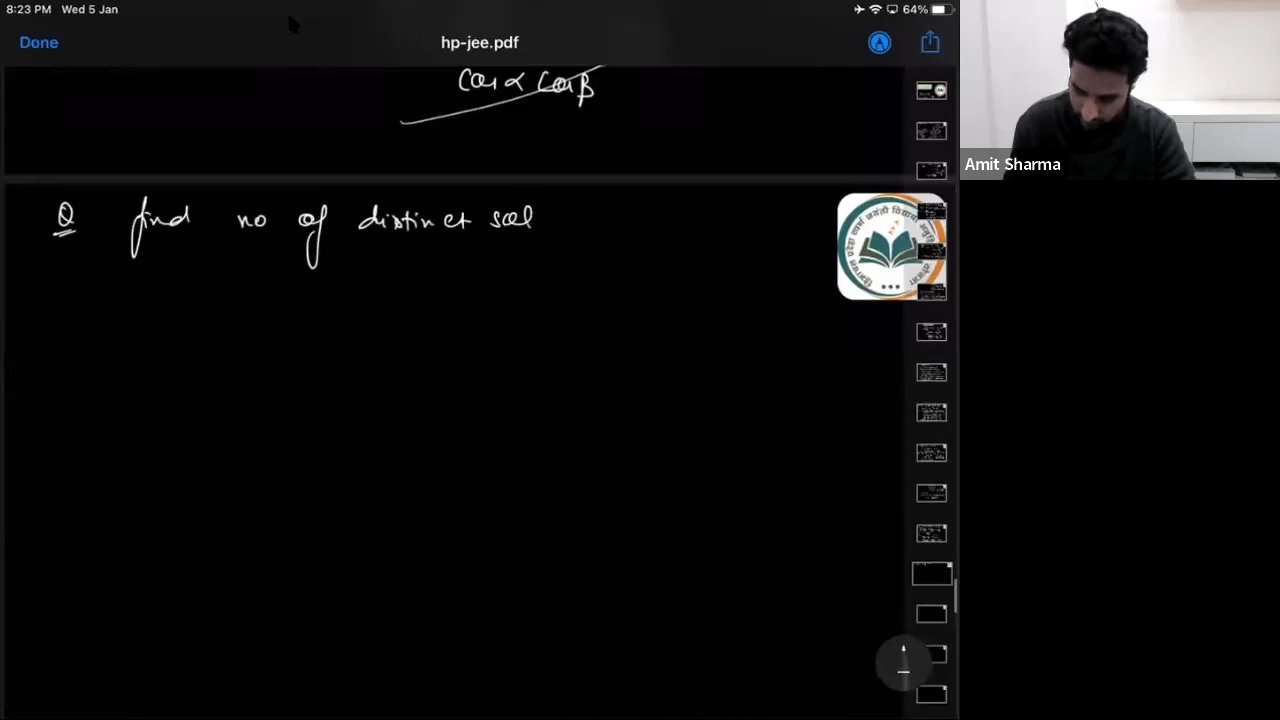 8:23 PM Wed 5 Jan
64%
Done
hp-jee.pdf
Cos α Cos β
Amit Sharma
Q find no of distinct sol